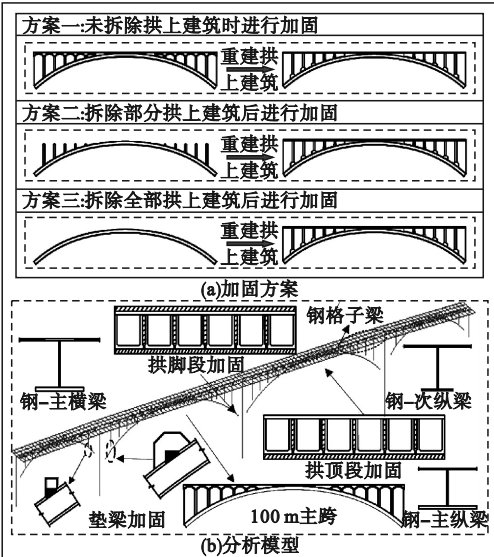 方案一:未拆除拱上建筑时进行加固
重建拱
上建筑
方案二:拆除部分拱上建筑后进行加固
重建拱
上建筑
方案三:拆除全部拱上建筑后进行加固
重建拱
上建筑
(a)加固方案
钢格子梁
拱脚段加固
钢-主横梁
钢-次纵梁
拱顶段加固
垫梁加固
100 m主跨
钢-主纵梁
(b)分析模型